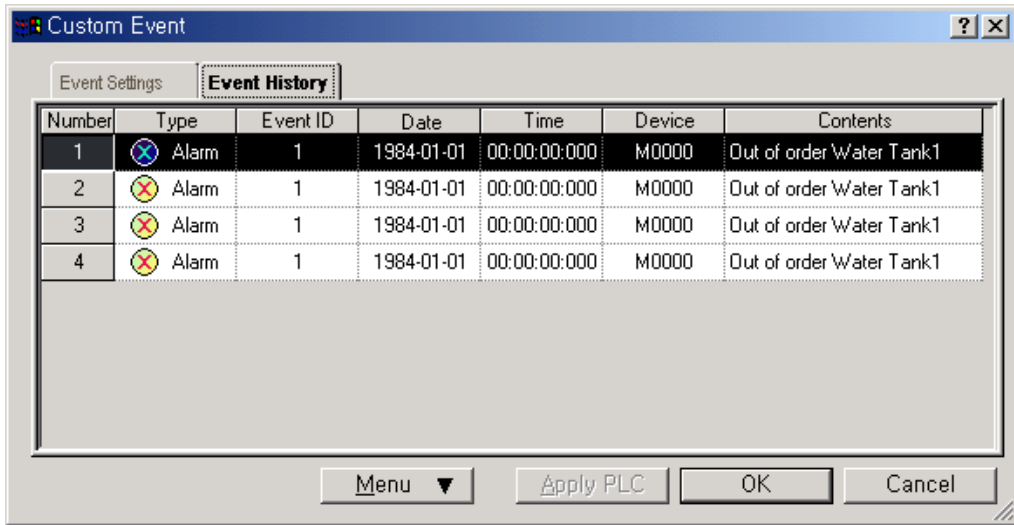 Custom Event
Event Settings Event History
Number Type Event ID Date Time Device Contents
1 Alarm 1 1984-01-01 00:00:00:000 M0000 Out of order Water Tank1
2 Alarm 1 1984-01-01 00:00:00:000 M0000 Out of order Water Tank1
3 Alarm 1 1984-01-01 00:00:00:000 M0000 Out of order Water Tank1
4 Alarm 1 1984-01-01 00:00:00:000 M0000 Out of order Water Tank1
Menu ▼ Apply PLC OK Cancel